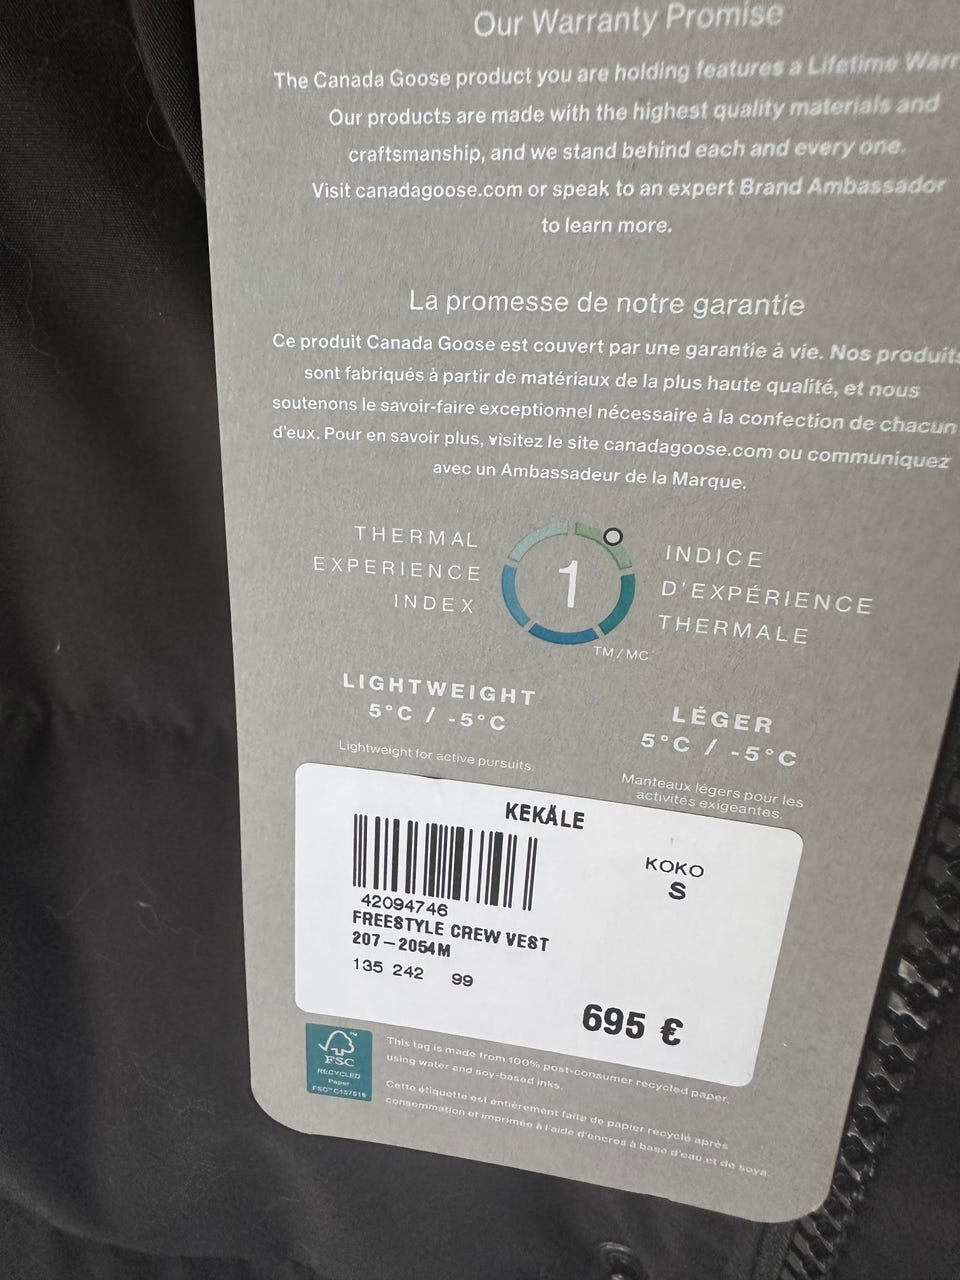 Our Warranty Promise
The Canada Goose product you are holding features a Lifetime
Our products are made with the highest quality materials and
craftsmanship, and we stand behind each and every one.
Visit canadagoose.com or speak to an expert Brand Ambassador
to learn more.
La promesse de notre garantie
Ce produit Canada Goose est couvert par une garantie à vie. Nos produits
sont fabriqués à partir de matériaux de la plus haute qualité, et nous
soutenons le savoir-faire exceptionnel nécessaire à la confection de chacun
d'eux. Pour en savoir plus, visitez le site canadagoose.com ou communiquez
avec un Ambassadeur de la Marque.
THERMAL
EXPERIENCE
INDEX
1
TM/MC
INDICE
D'EXPÉRIENCE
THERMALE
LIGHTWEIGHT
5°C / -5°C
Lightweight for active pursuits.
LÉGER
5°C / -5°C
Manteaux légers pour les
activités exigeantes.
KEKÄLE
KOKO
S
42094746
FREESTYLE CREW VEST
207-2054M
135 242 99
695 €
FSC™
RECYCLED
Paper
FSC™ C157518
This tag is made from 100% post-consumer recycled paper,
using water and soy-based inks.
Cette étiquette est entièrement faite de papier recyclé après
consommation et imprimée à l'aide d'encres à base d'eau et de soya.